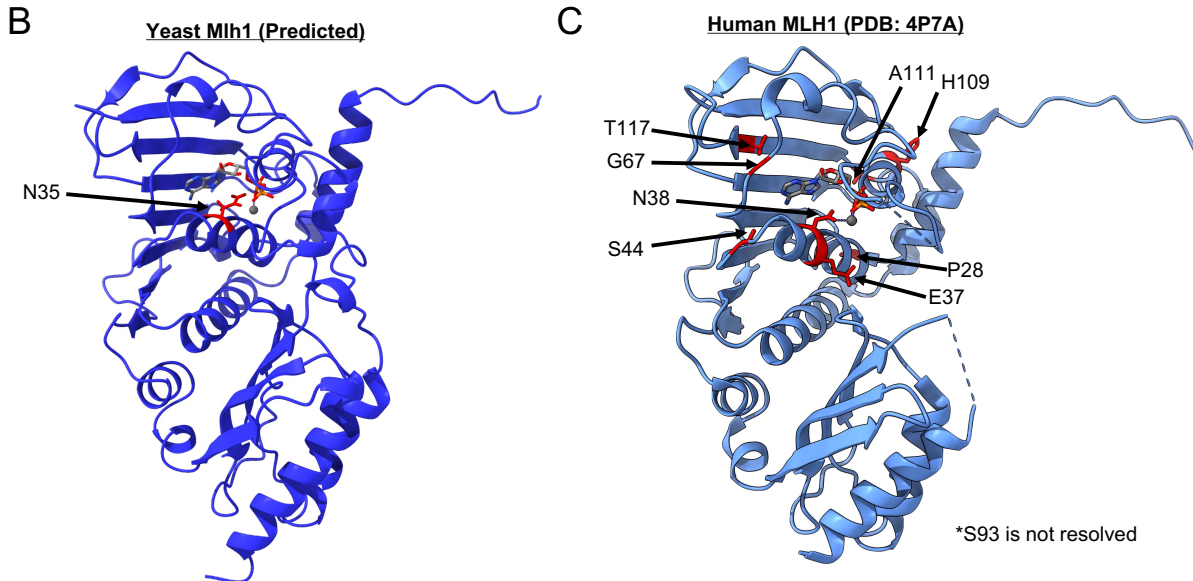 B
Yeast Mlh1 (Predicted)
N35
C
Human MLH1 (PDB: 4P7A)
A111
H109
T117
G67
N38
S44
P28
E37
*S93 is not resolved